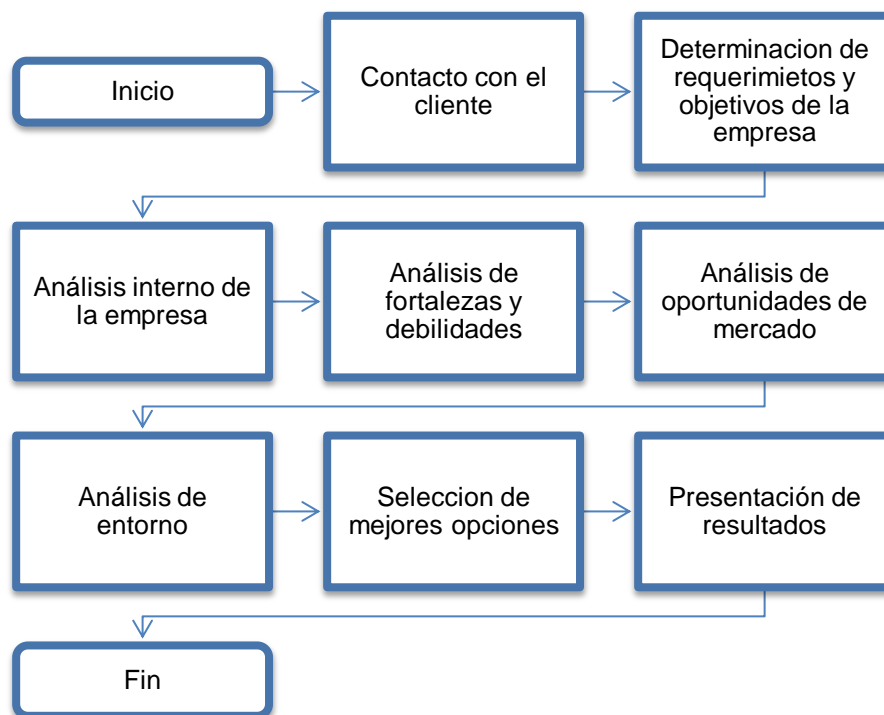 Inicio
Contacto con el
cliente
Determinacion de
requerimietos y
objetivos de la
empresa
Análisis interno de
la empresa
Análisis de
fortalezas y
debilidades
Análisis de
oportunidades de
mercado
Análisis de
entorno
Seleccion de
mejores opciones
Presentación de
resultados
Fin